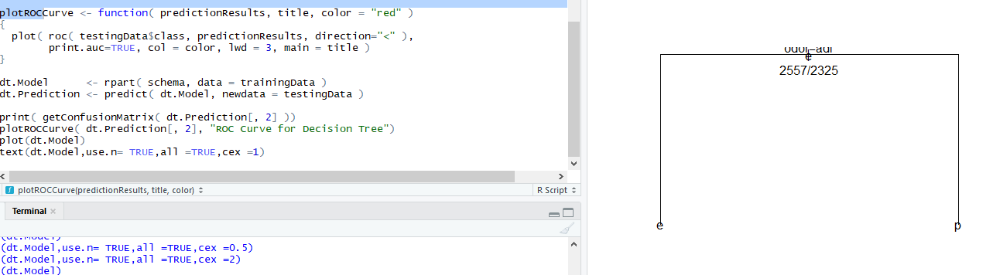 plotROCCurve <- function( predictionResults, title, color = "red" )
{
plot( roc( testingData$class, predictionResults, direction="<" ),
print.auc=TRUE, col = color, lwd = 3, main = title )
}
dt.Model <- rpart( schema, data = trainingData )
dt.Prediction <- predict( dt.Model, newdata = testingData )
print( getConfusionMatrix( dt.Prediction[, 2] ))
plotROCCurve( dt.Prediction[, 2], "ROC Curve for Decision Tree")
plot(dt.Model)
text(dt.Model,use.n= TRUE,all =TRUE,cex =1)
plotROCCurve(predictionResults, title, color)
R Script
Terminal
(dt.Model)
(dt.Model,use.n= TRUE,all =TRUE,cex =0.5)
(dt.Model,use.n= TRUE,all =TRUE,cex =2)
(dt.Model)
odor=adf
e
2557/2325
e
p